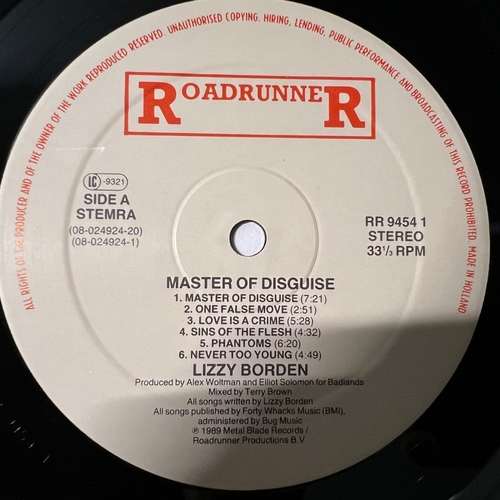 ALL RIGHTS OF THE PRODUCER AND OF THE OWNER OF THE WORK REPRODUCED RESERVED. UNAUTHORISED COPYING, HIRING, LENDING, PUBLIC PERFORMANCE AND BROADCASTING OF THIS RECORD PROHIBITED. MADE IN HOLLAND
ROADRUNNER
LC -9321
SIDE A
STEMRA
(08-024924-20)
(08-024924-1)
RR 9454 1
STEREO
33⅓ RPM
MASTER OF DISGUISE
1. MASTER OF DISGUISE (7:21)
2. ONE FALSE MOVE (2:51)
3. LOVE IS A CRIME (5:28)
4. SINS OF THE FLESH (4:32)
5. PHANTOMS (6:20)
6. NEVER TOO YOUNG (4:49)
LIZZY BORDEN
Produced by Alex Woltman and Elliot Solomon for Badlands
Mixed by Terry Brown
All songs written by Lizzy Borden
All songs published by Forty Whacks Music (BMI),
administered by Bug Music
℗ 1989 Metal Blade Records /
Roadrunner Productions B.V